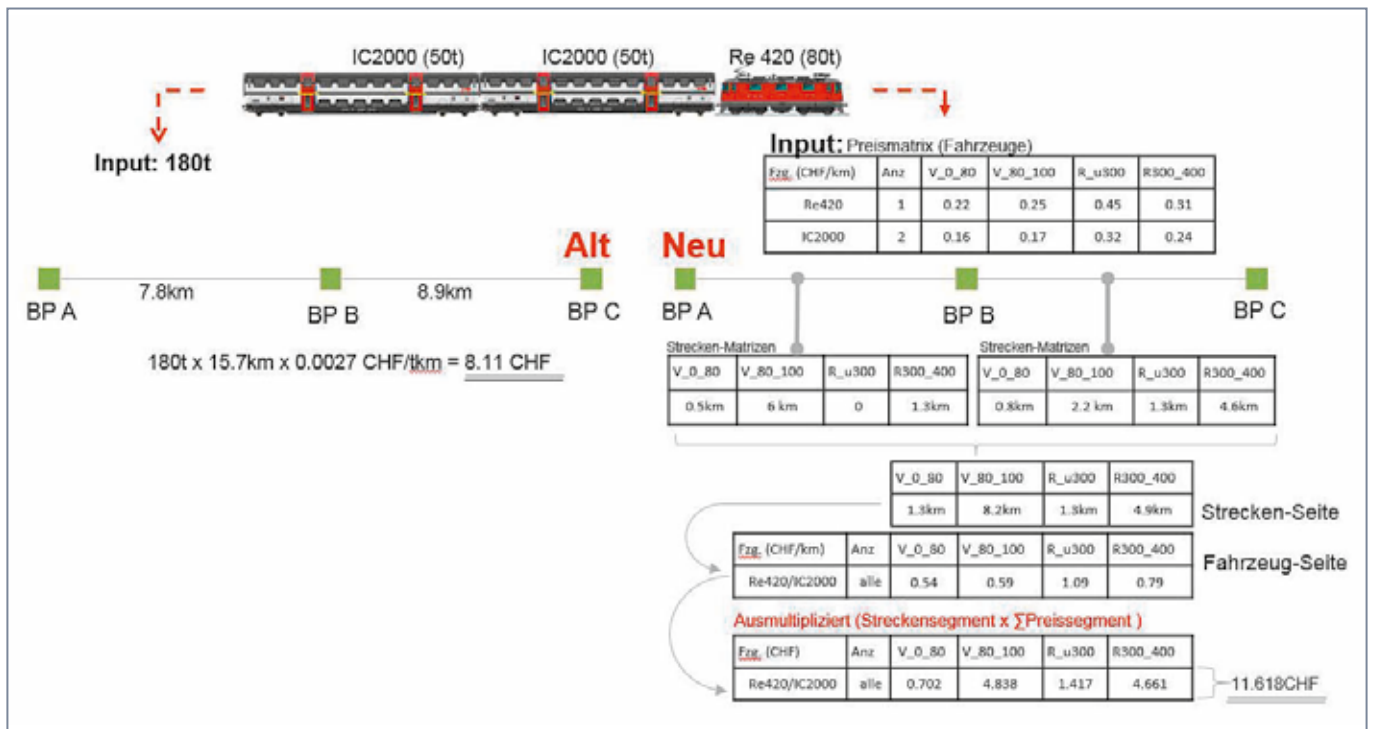 IC2000 (50t) IC2000 (50t) Re 420 (80t)
Input: 180t
Input: Preismatrix (Fahrzeuge)
Fzg. (CHF/km) Anz V_0_80 V_80_100 R_u300 R300_400
Re420 1 0.22 0.25 0.45 0.31
IC2000 2 0.16 0.17 0.32 0.24
Alt Neu
7.8km 8.9km
BP A BP B BP C BP A BP B BP C
180t x 15.7km x 0.0027 CHF/tkm = 8.11 CHF
Strecken-Matrizen Strecken-Matrizen
V_0_80 V_80_100 R_u300 R300_400 V_0_80 V_80_100 R_u300 R300_400
0.5km 6 km 0 1.3km 0.8km 2.2 km 1.3km 4.6km
V_0_80 V_80_100 R_u300 R300_400
1.3km 8.2km 1.3km 4.9km
Strecken-Seite
Fzg. (CHF/km) Anz V_0_80 V_80_100 R_u300 R300_400
Re420/IC2000 alle 0.54 0.59 1.09 0.79
Fahrzeug-Seite
Ausmultipliziert (Streckensegment x ∑Preissegment )
Fzg. (CHF) Anz V_0_80 V_80_100 R_u300 R300_400
Re420/IC2000 alle 0.702 4.838 1.417 4.661
11.618CHF